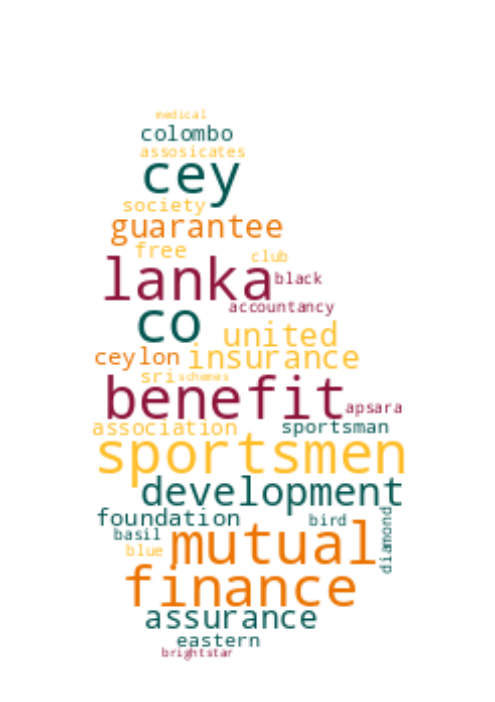 medical
colombo
assosicates
cey
society
guarantee
free
club
lanka
black
accountancy
co
united
ceylon
insurance
sri
schemes
benefit
apsara
association
sportsman
sportsmen
development
foundation
bird
diamond
basil
blue
mutual
finance
assurance
eastern
brightstar